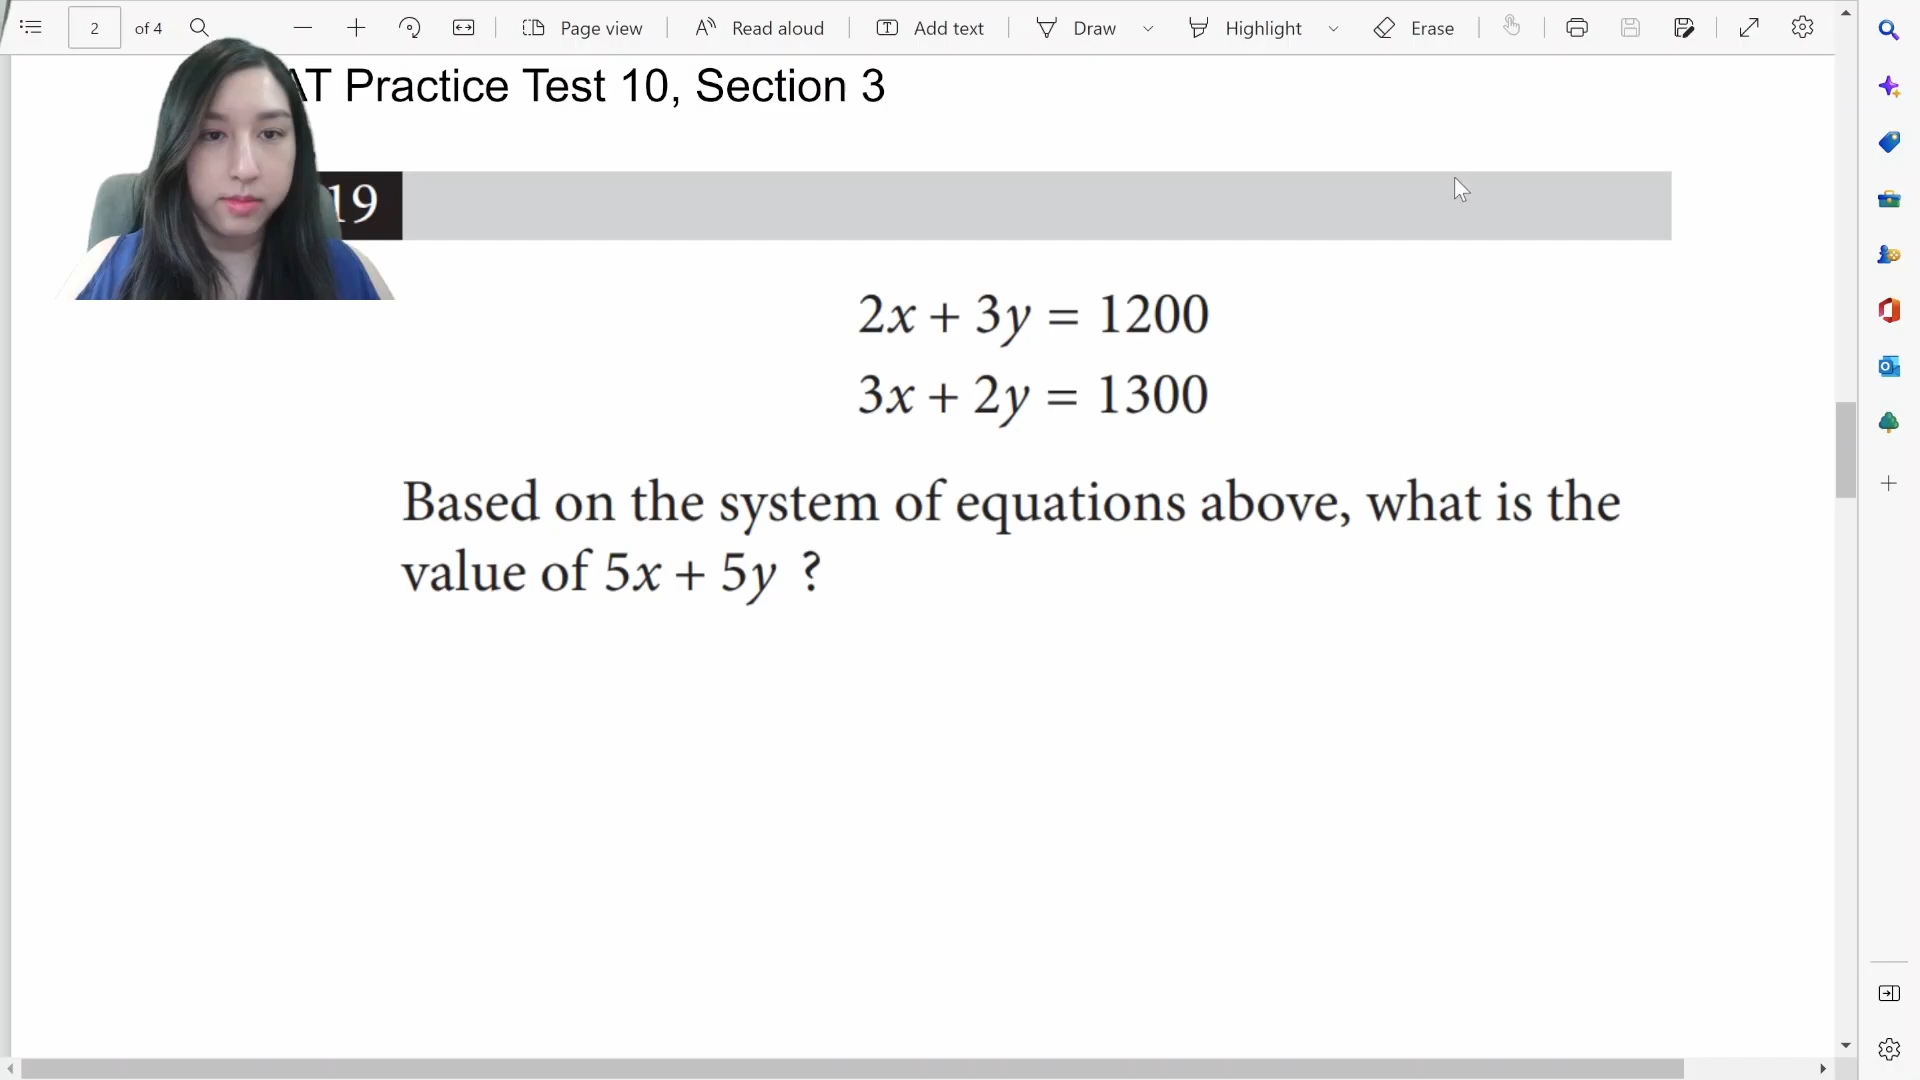 2 of 4 Page view Read aloud Add text Draw Highlight Erase
AT Practice Test 10, Section 3
19
2x + 3y = 1200
3x + 2y = 1300
Based on the system of equations above, what is the
value of 5x + 5y ?